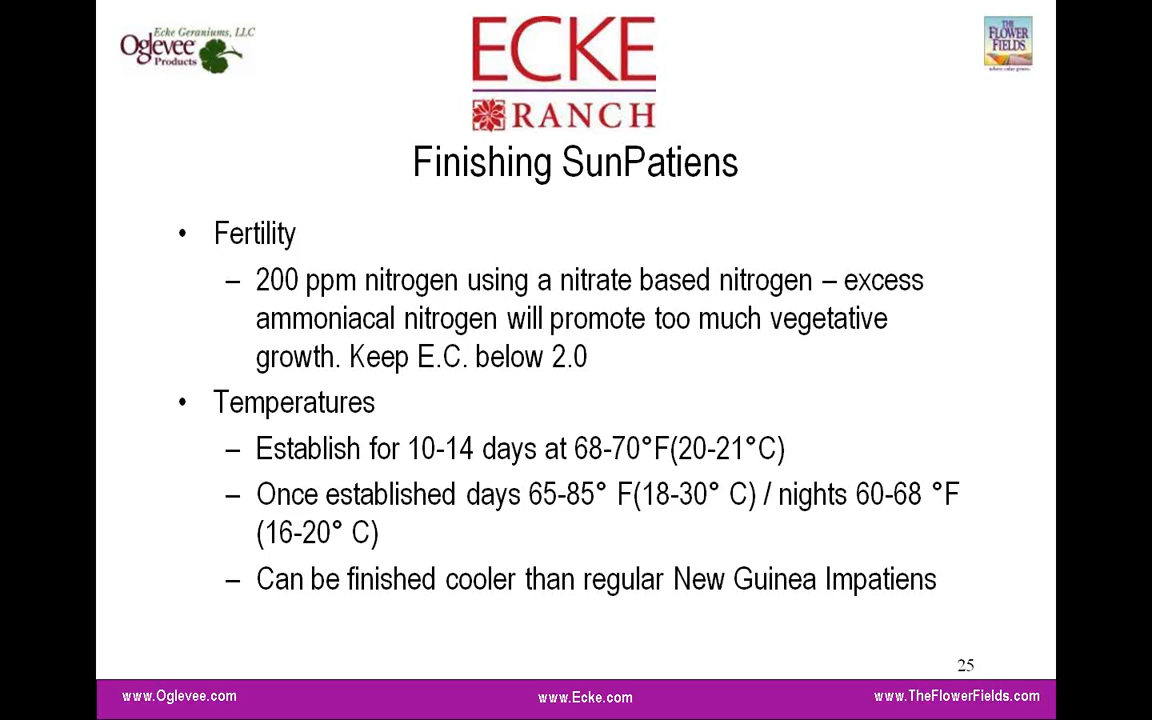 Ecke Geraniums, LLC
Oglevee
Products
ECKE
RANCH
THE
FLOWER
FIELDS
Finishing SunPatiens
• Fertility
– 200 ppm nitrogen using a nitrate based nitrogen – excess
ammoniacal nitrogen will promote too much vegetative
growth. Keep E.C. below 2.0
• Temperatures
– Establish for 10-14 days at 68-70°F(20-21°C)
– Once established days 65-85° F(18-30° C) / nights 60-68 °F
(16-20° C)
– Can be finished cooler than regular New Guinea Impatiens
25
www.Oglevee.com
www.Ecke.com
www.TheFlowerFields.com